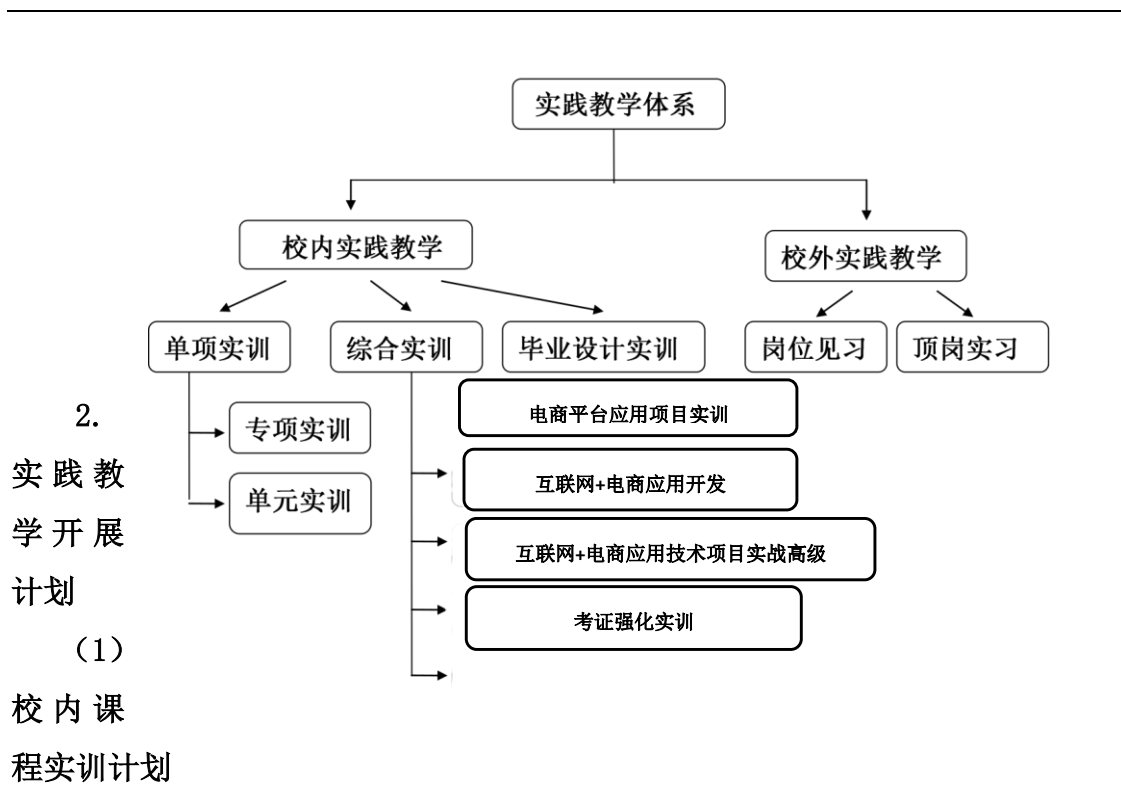 实践教学体系
校内实践教学
校外实践教学
单项实训
综合实训
毕业设计实训
岗位见习
顶岗实习
专项实训
单元实训
电商平台应用项目实训
互联网+电商应用开发
互联网+电商应用技术项目实战高级
考证强化实训
2.
实践教
学开展
计划
（1）
校内课
程实训计划